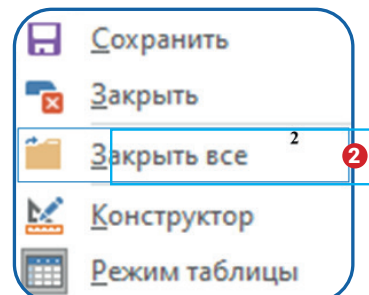 Сохранить
Закрыть
Закрыть все 2 2
Конструктор
Режим таблицы